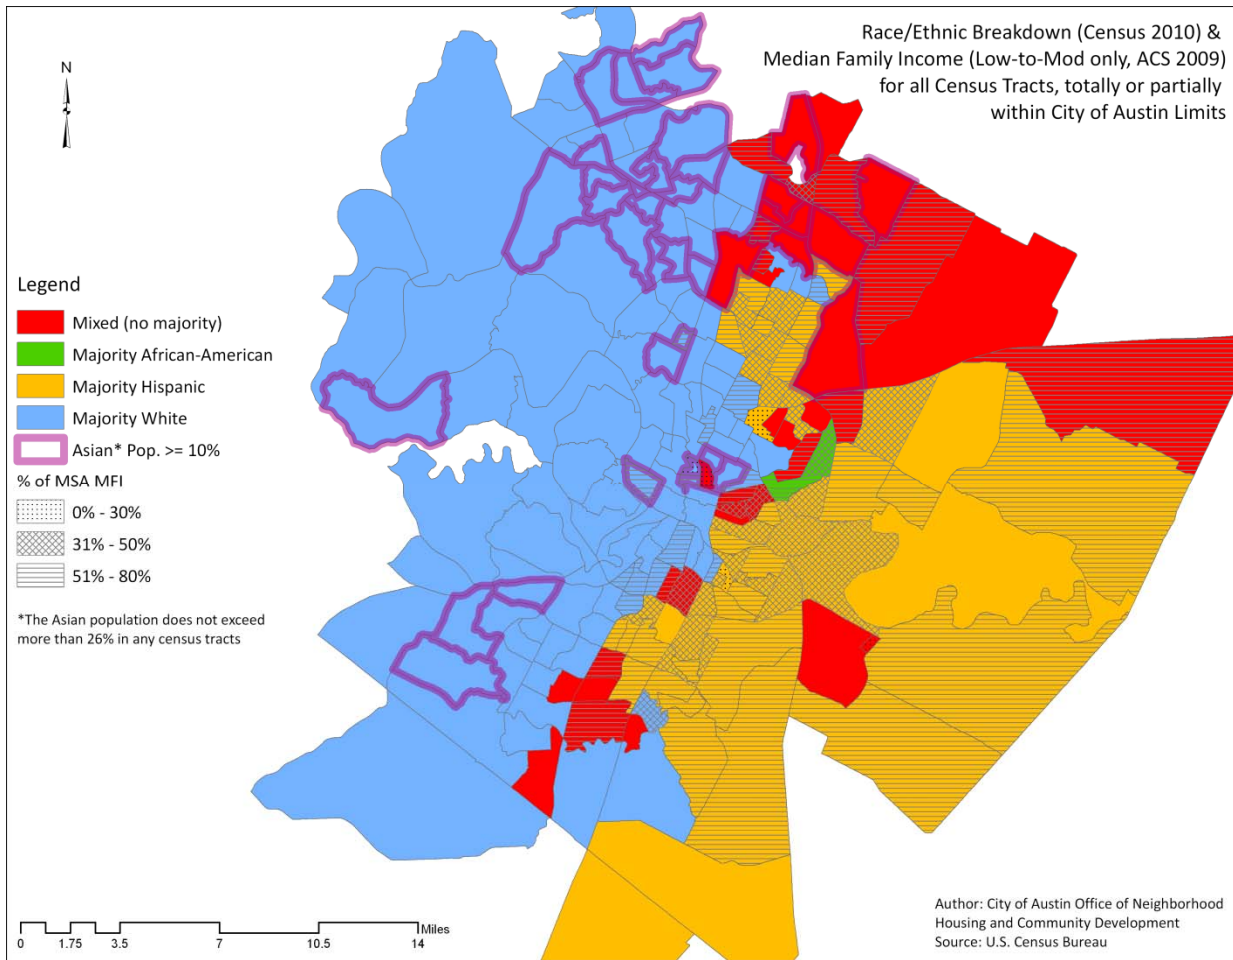 Race/Ethnic Breakdown (Census 2010) &
Median Family Income (Low-to-Mod only, ACS 2009)
for all Census Tracts, totally or partially
within City of Austin Limits
N
Legend
Mixed (no majority)
Majority African-American
Majority Hispanic
Majority White
Asian* Pop. >= 10%
% of MSA MFI
0% - 30%
31% - 50%
51% - 80%
*The Asian population does not exceed
more than 26% in any census tracts
Miles
0 1.75 3.5 7 10.5 14
Author: City of Austin Office of Neighborhood
Housing and Community Development
Source: U.S. Census Bureau